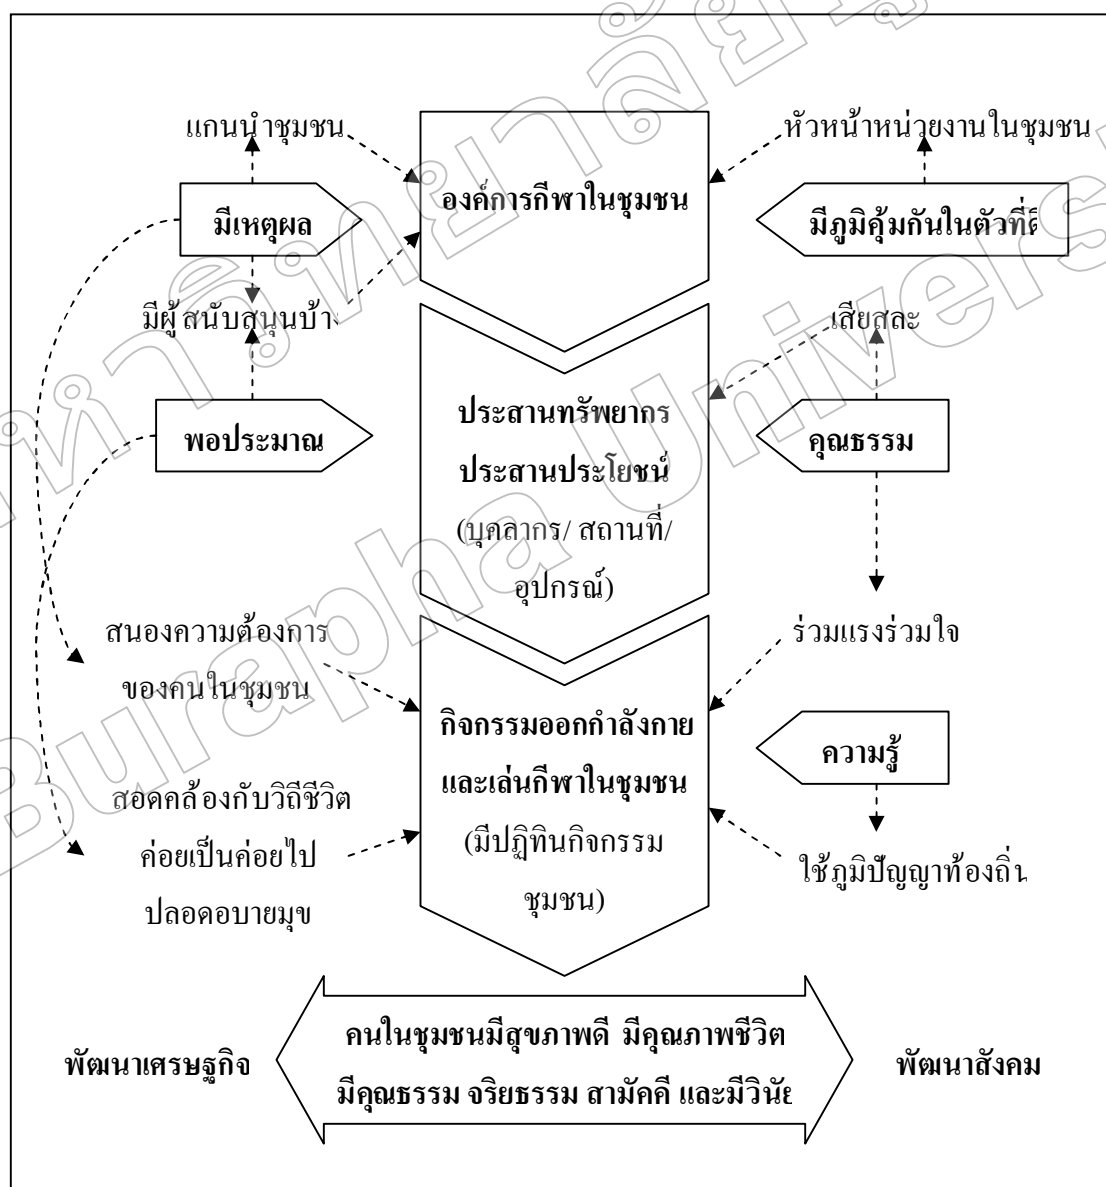 แกนนำชุมชน
หัวหน้าหน่วยงานในชุมชน
องค์การกีฬาในชุมชน
มีเหตุผล
มีภูมิคุ้มกันในตัวที่ดี
มีผู้สนับสนุนบ้าง
เสียสละ
พอประมาณ
ประสานทรัพยากร
ประสานประโยชน์
(บุคลากร/ สถานที่/
อุปกรณ์)
คุณธรรม
สนองความต้องการ
ของคนในชุมชน
ร่วมแรงร่วมใจ
กิจกรรมออกกำลังกาย
และเล่นกีฬาในชุมชน
(มีปฏิทินกิจกรรม
ชุมชน)
ความรู้
สอดคล้องกับวิถีชีวิต
ค่อยเป็นค่อยไป
ปลอดอบายมุข
ใช้ภูมิปัญญาท้องถิ่น
คนในชุมชนมีสุขภาพดี มีคุณภาพชีวิต
มีคุณธรรม จริยธรรม สามัคคี และมีวินัย
พัฒนาเศรษฐกิจ
พัฒนาสังคม
Burapha Univers